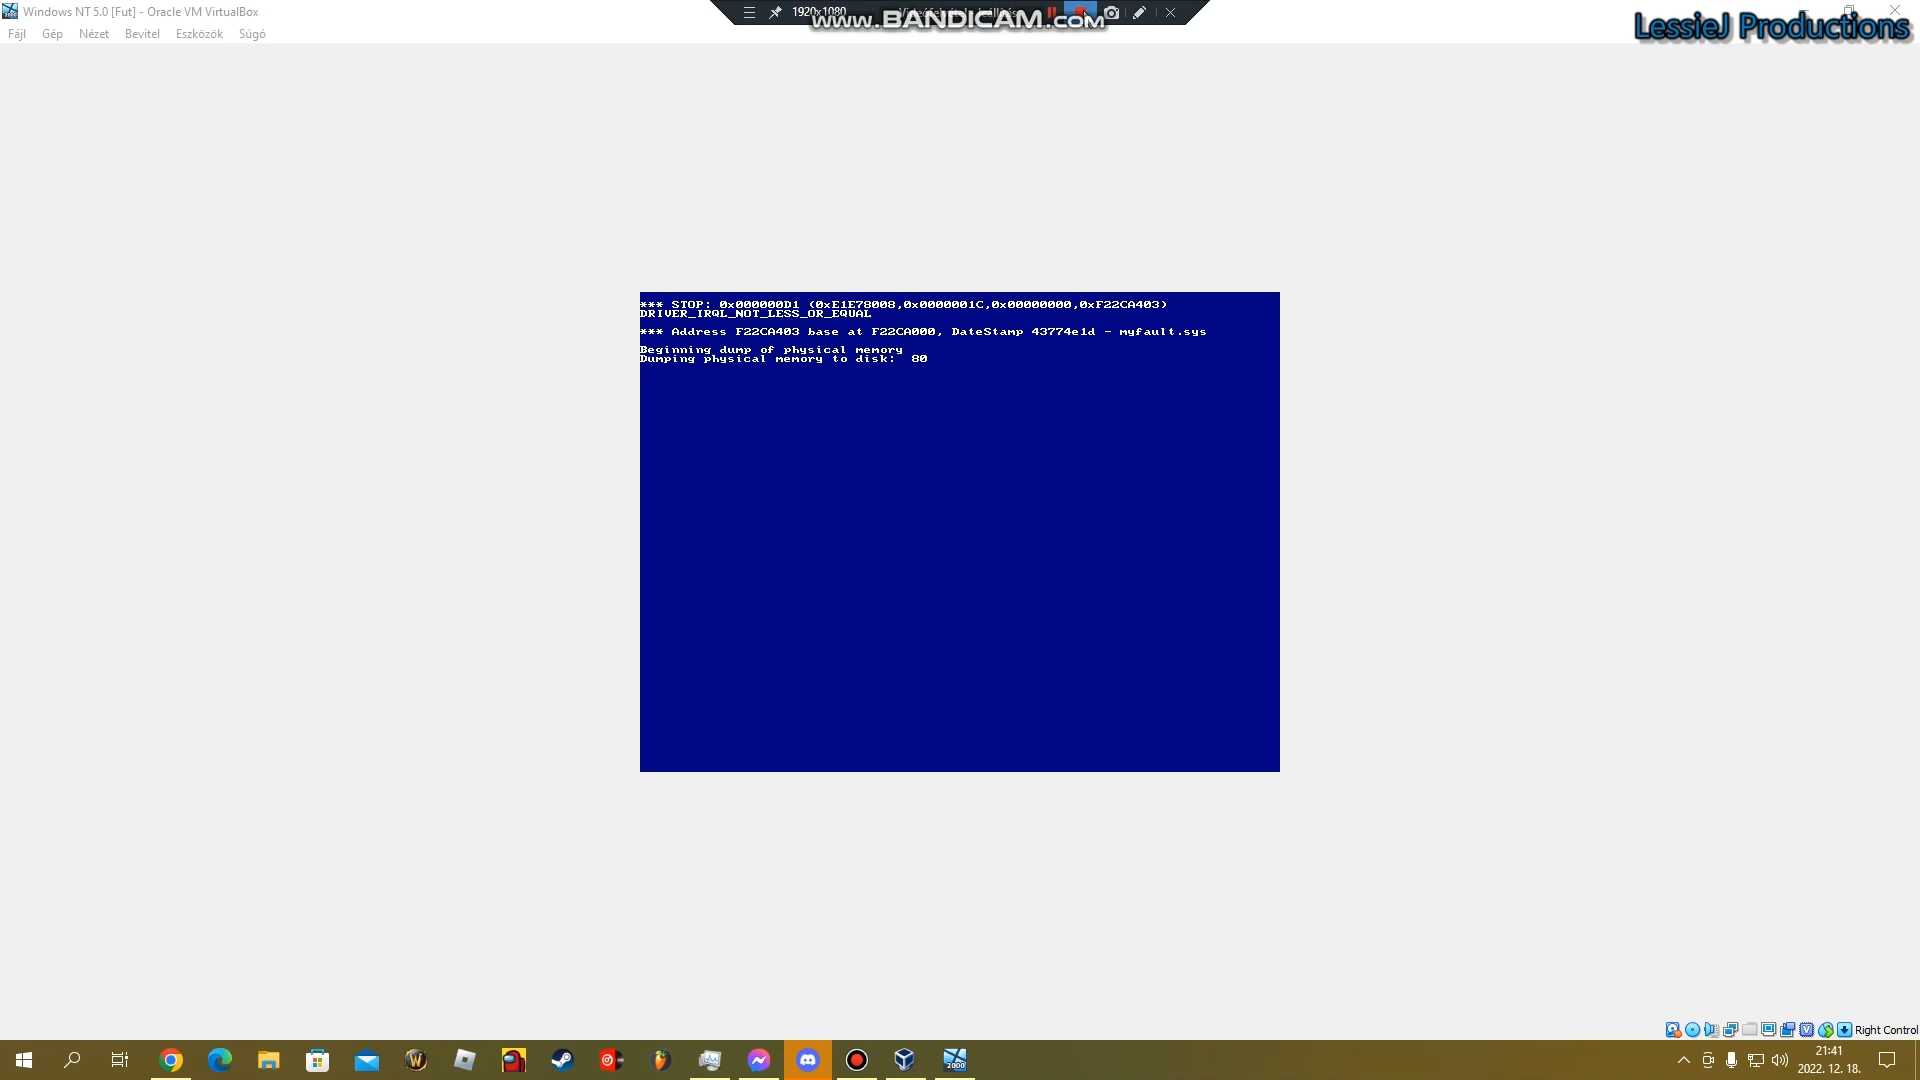 Windows NT 5.0 [Fut] - Oracle VM VirtualBox
1920x1080
www.BANDICAM.com
LessieJ Productions
Fájl Gép Nézet Bevitel Eszközök Súgó
*** STOP: 0x000000D1 (0xE1E78008,0x0000001C,0x00000000,0xF22CA403)
DRIVER_IRQL_NOT_LESS_OR_EQUAL
*** Address F22CA403 base at F22CA000, DateStamp 43774e1d - myfault.sys
Beginning dump of physical memory
Dumping physical memory to disk: 80
Right Control
2000
21:41
2022. 12. 18.